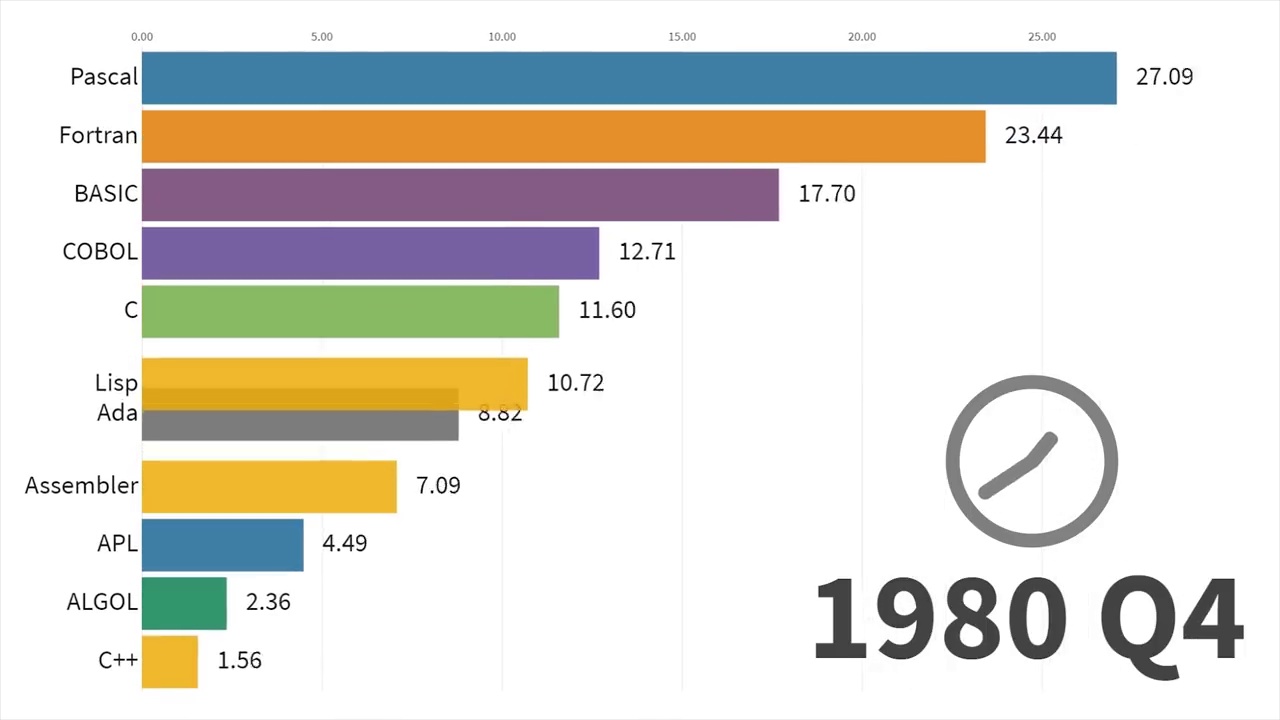 0.00 5.00 10.00 15.00 20.00 25.00
Pascal 27.09
Fortran 23.44
BASIC 17.70
COBOL 12.71
C 11.60
Lisp 10.72
Ada 8.82
Assembler 7.09
APL 4.49
ALGOL 2.36
C++ 1.56
1980 Q4